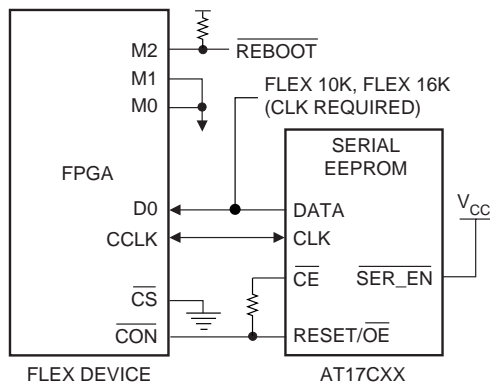 M2
REBOOT
M1
M0
FLEX 10K, FLEX 16K
(CLK REQUIRED)
FPGA
SERIAL
EEPROM
D0
DATA
VCC
CCLK
CLK
CE
SER_EN
CS
CON
RESET/OE
FLEX DEVICE
AT17CXX